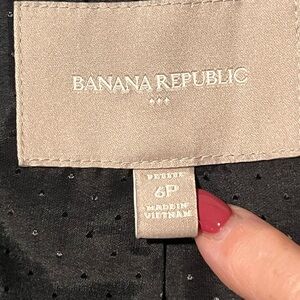 BANANA REPUBLIC
PETITE
6P
MADE IN
VIETNAM